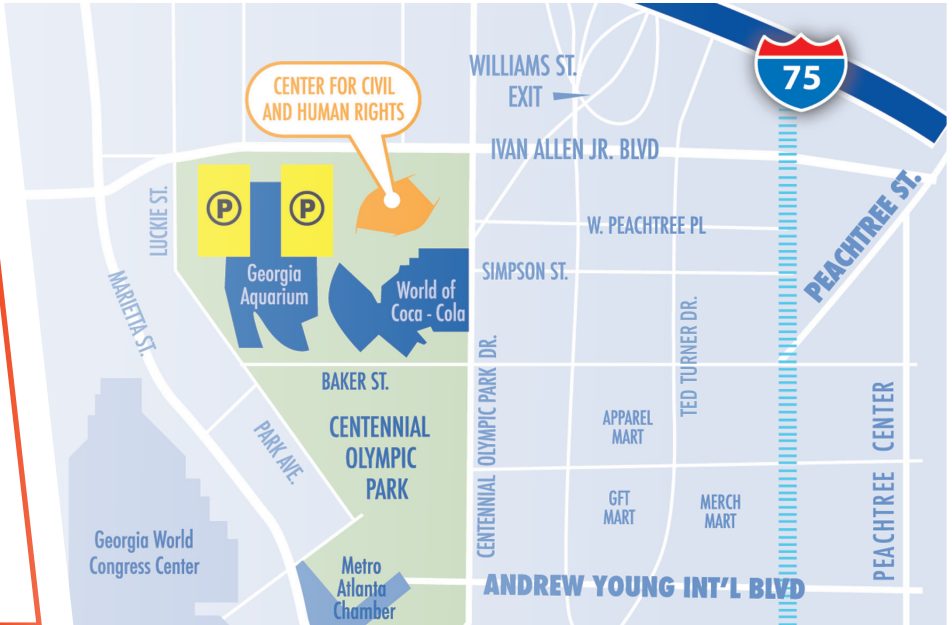 WILLIAMS ST.
EXIT
75
CENTER FOR CIVIL
AND HUMAN RIGHTS
IVAN ALLEN JR. BLVD
LUCKIE ST.
P
P
W. PEACHTREE PL
PEACHTREE ST.
Georgia
Aquarium
World of
Coca - Cola
SIMPSON ST.
MARIETTA ST.
TED TURNER DR.
BAKER ST.
CENTENNIAL OLYMPIC PARK DR.
CENTENNIAL
OLYMPIC
PARK
PARK AVE.
APPAREL
MART
PEACHTREE CENTER
GFT
MART
MERCH
MART
Georgia World
Congress Center
Metro
Atlanta
Chamber
ANDREW YOUNG INT'L BLVD